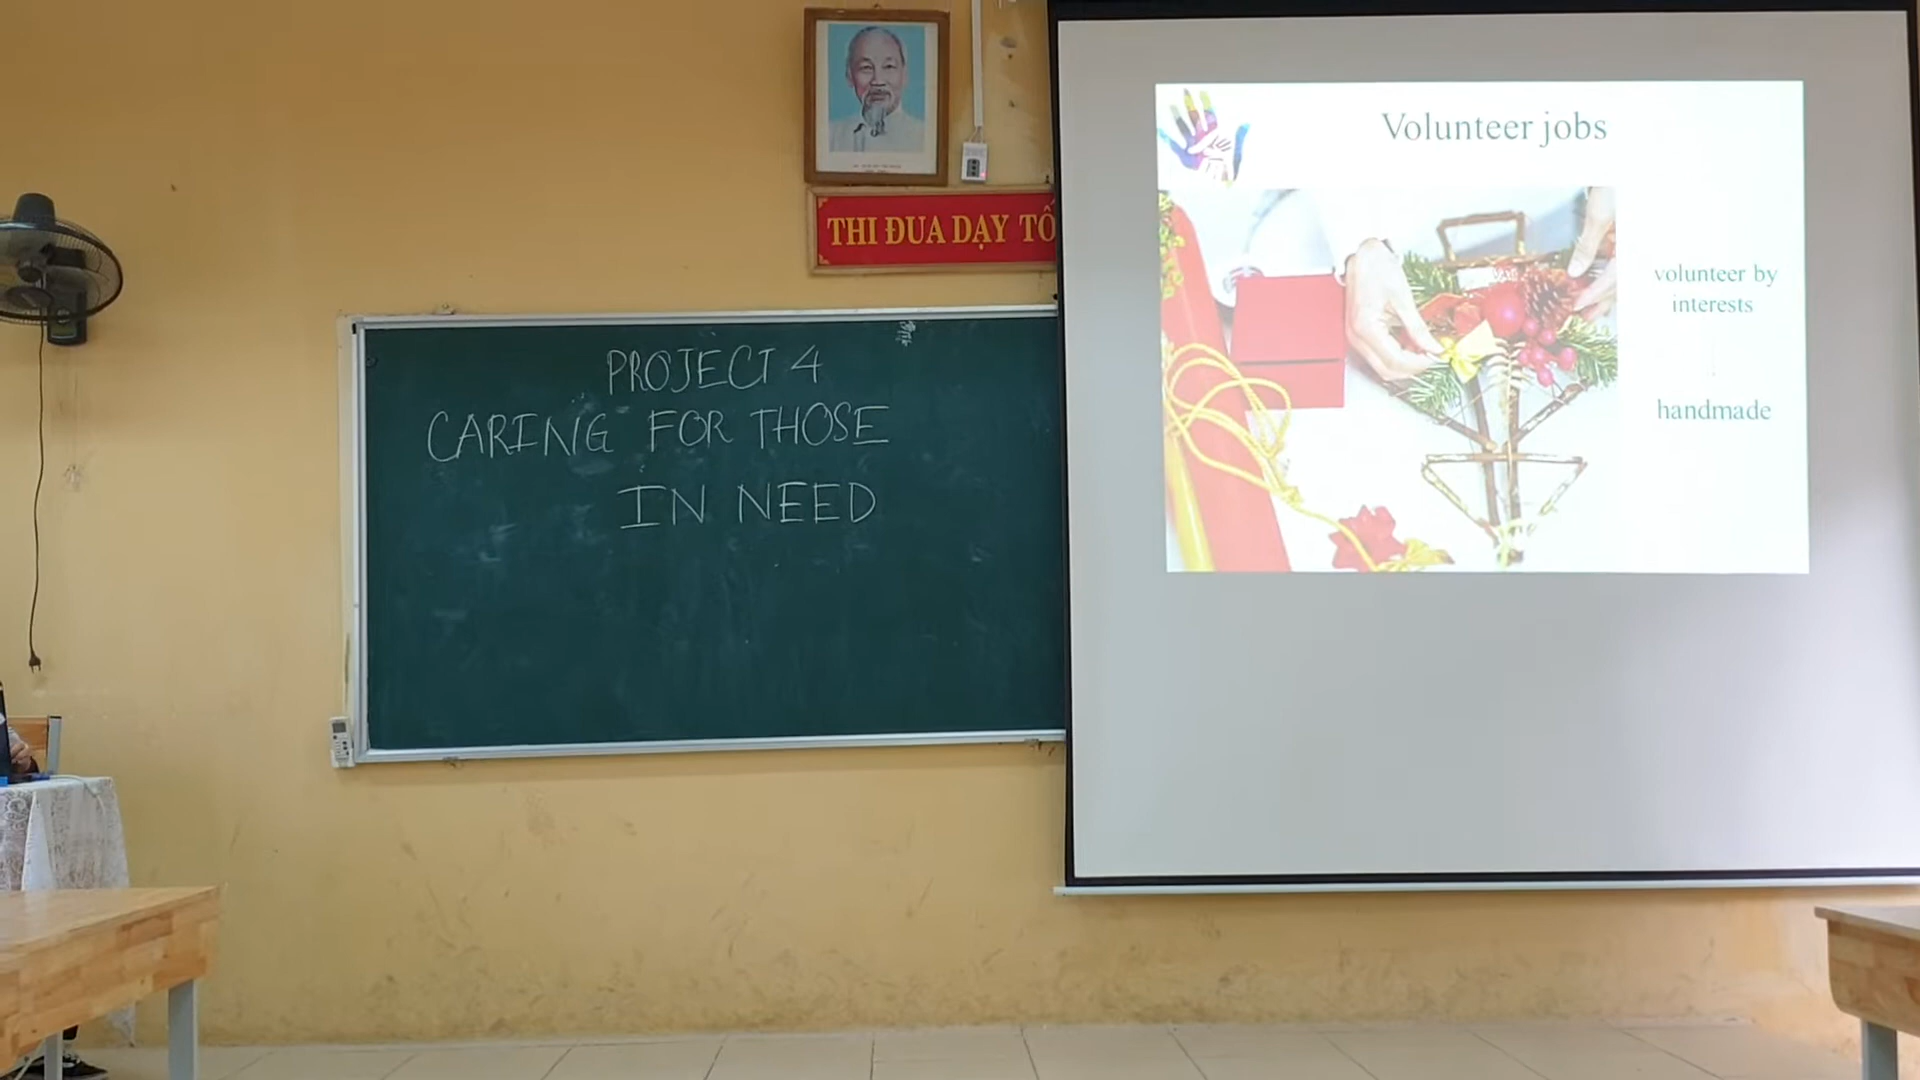 THI ĐUA DẠY TỐ
PROJECT 4
CARING FOR THOSE
IN NEED
Volunteer jobs
volunteer by
interests
handmade